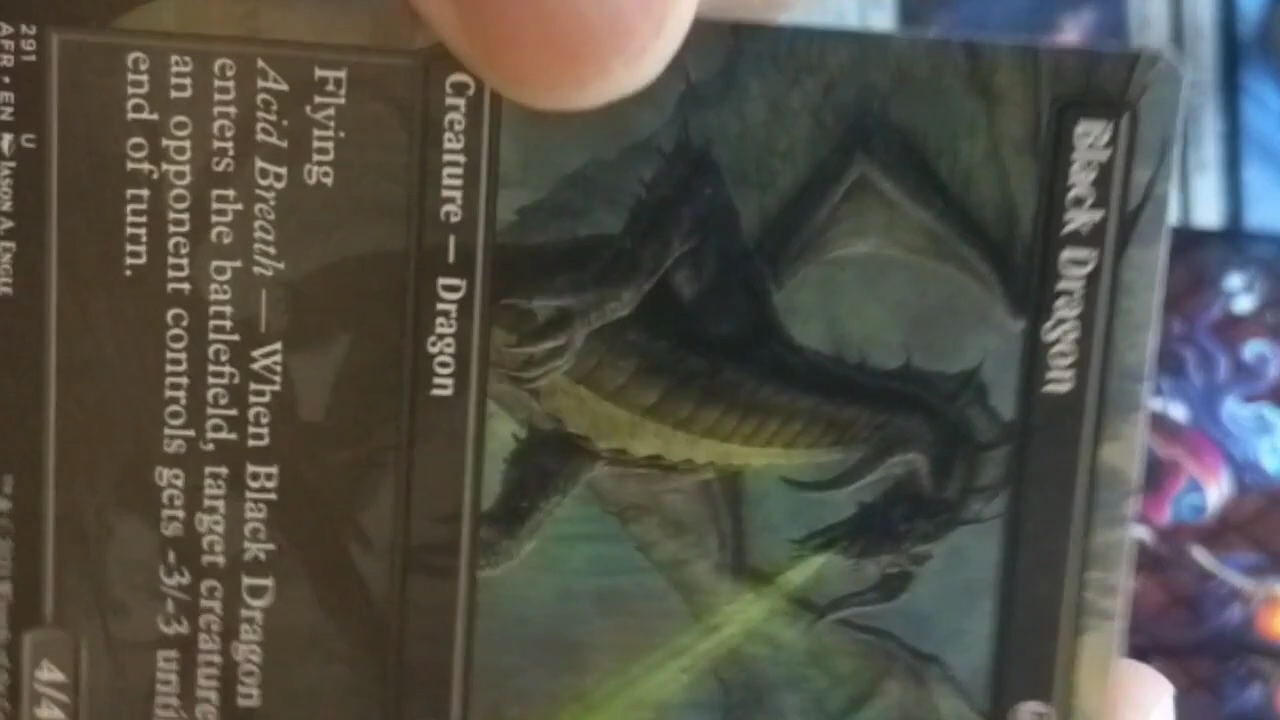 Black Dragon
Creature — Dragon
Flying
Acid Breath — When Black Dragon
enters the battlefield, target creature
an opponent controls gets -3/-3 until
end of turn.
4/4
291 U
AFR • EN JASON A. ENGLE